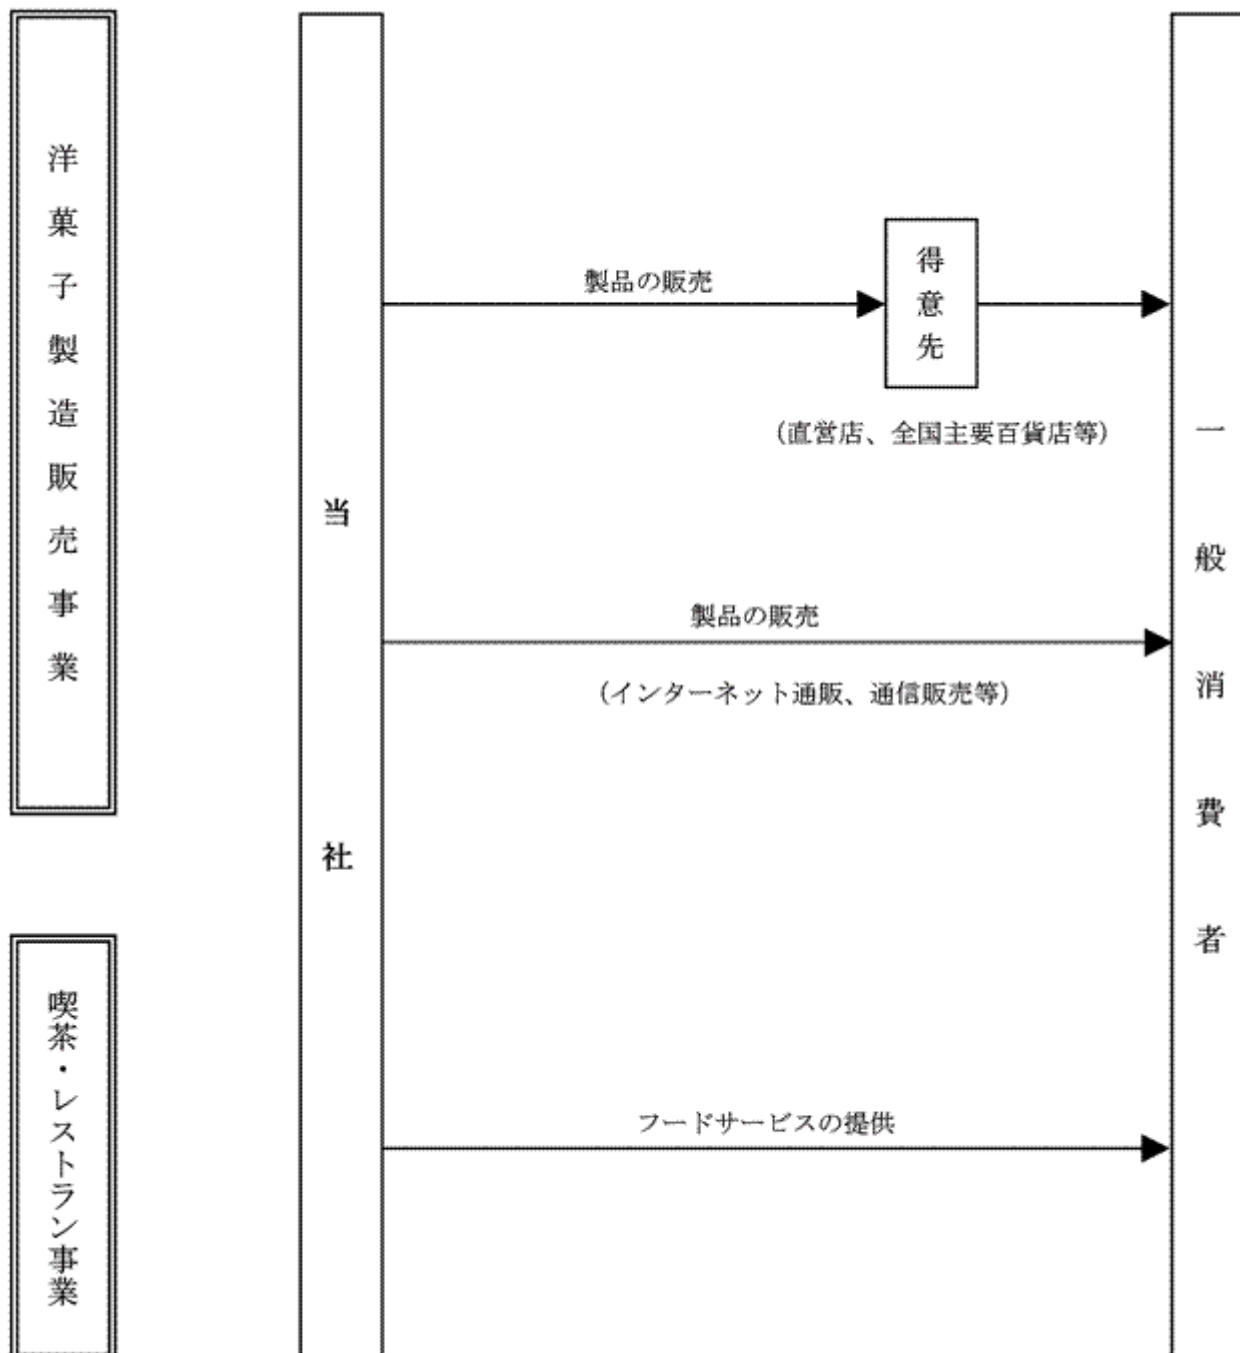 洋菓子製造販売事業
当社
製品の販売
得意先
(直営店、全国主要百貨店等)
製品の販売
(インターネット通販、通信販売等)
一般消費者
喫茶・レストラン事業
フードサービスの提供